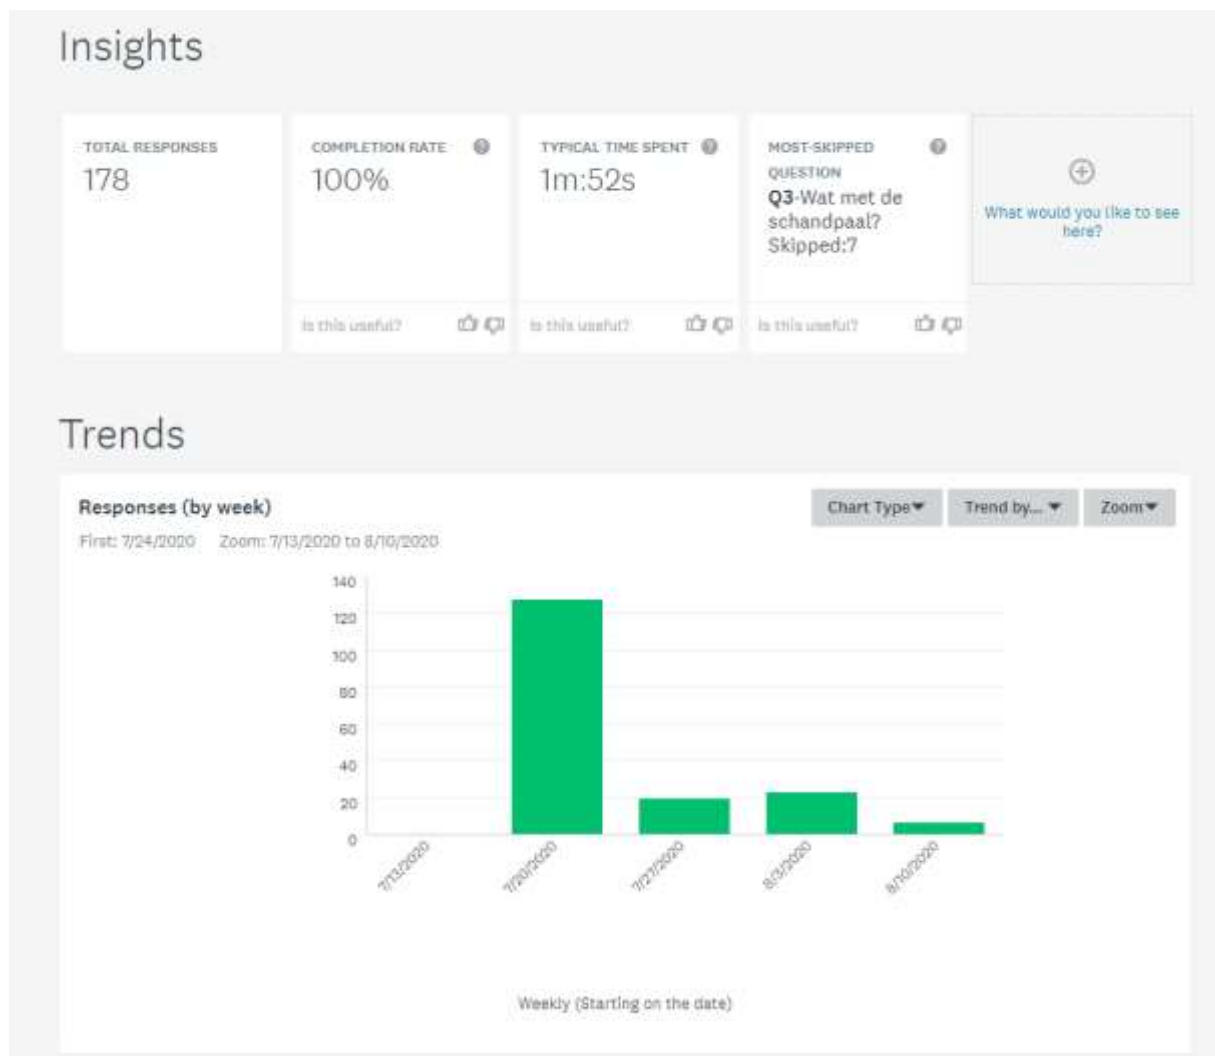 Insights
TOTAL RESPONSES
178
COMPLETION RATE
100%
Is this useful?
TYPICAL TIME SPENT
1m:52s
Is this useful?
MOST-SKIPPED
QUESTION
Q3-Wat met de
schandpaal?
Skipped:7
Is this useful?
What would you like to see
here?
Trends
Responses (by week)
Chart Type
Trend by...
Zoom
First: 7/24/2020 Zoom: 7/13/2020 to 8/10/2020
140
120
100
80
60
40
20
0
7/13/2020
7/20/2020
7/27/2020
8/3/2020
8/10/2020
Weekly (Starting on the date)